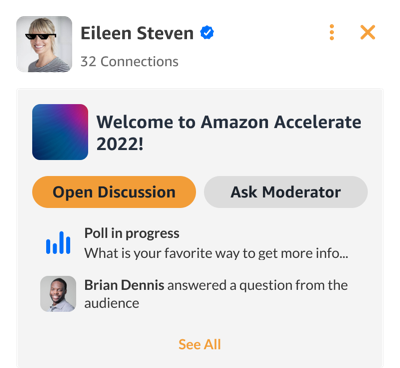 Eileen Steven
32 Connections
Welcome to Amazon Accelerate
2022!
Open Discussion
Ask Moderator
Poll in progress
What is your favorite way to get more info...
Brian Dennis answered a question from the
audience
See All